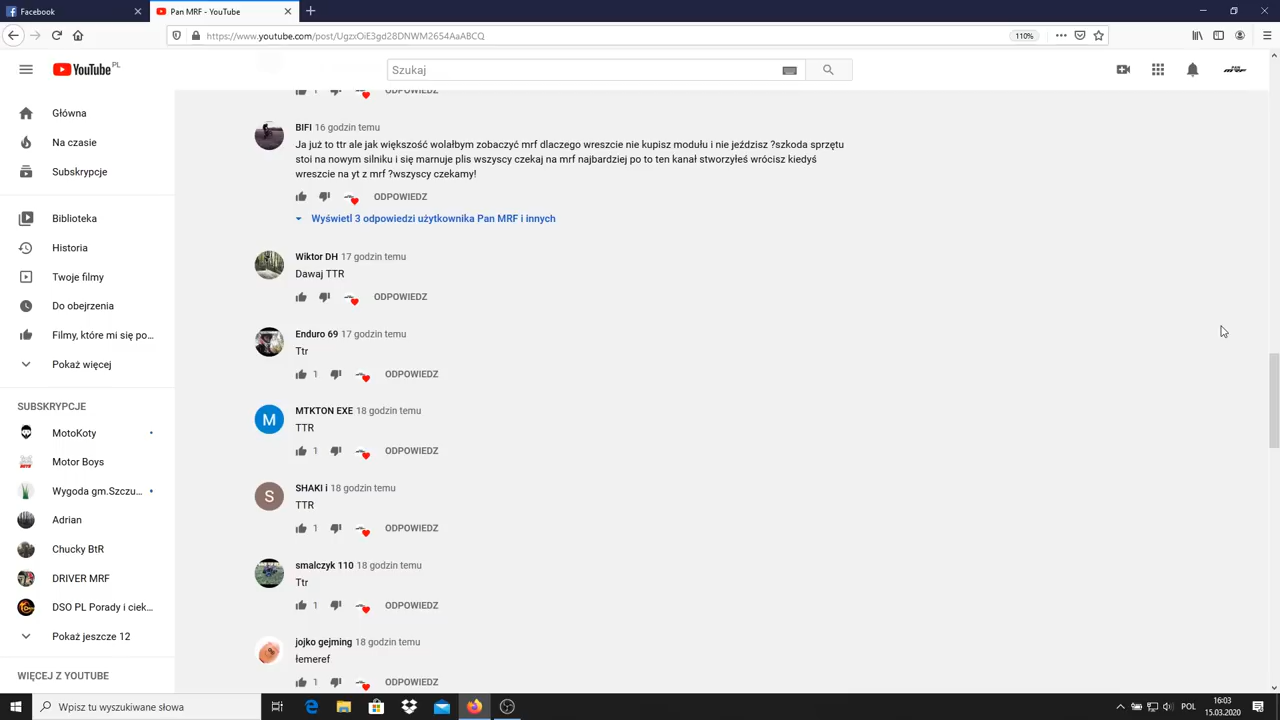 Facebook
Pan MRF - YouTube
https://www.youtube.com/post/UgzxOiE3gd28DNWM2654AaABCQ
110%
YouTube PL
Szukaj
PAN MRF
Główna
Na czasie
Subskrypcje
Biblioteka
Historia
Twoje filmy
Do obejrzenia
Filmy, które mi się po...
Pokaż więcej
SUBSKRYPCJE
MotoKoty
Motor Boys
Wygoda gm.Szczu...
Adrian
Chucky BtR
DRIVER MRF
DSO PL Porady i ciek...
Pokaż jeszcze 12
WIĘCEJ Z YOUTUBE
1 ODPOWIEDZ
BIFI 16 godzin temu
Ja już to ttr ale jak większość wolałbym zobaczyć mrf dlaczego wreszcie nie kupisz modułu i nie jeździsz ?szkoda sprzętu
stoi na nowym silniku i się marnuje plis wszyscy czekaj na mrf najbardziej po to ten kanał stworzyłeś wrócisz kiedyś
wreszcie na yt z mrf ?wszyscy czekamy!
ODPOWIEDZ
Wyświetl 3 odpowiedzi użytkownika Pan MRF i innych
Wiktor DH 17 godzin temu
Dawaj TTR
ODPOWIEDZ
Enduro 69 17 godzin temu
Ttr
1 ODPOWIEDZ
M
MTKTON EXE 18 godzin temu
TTR
1 ODPOWIEDZ
S
SHAKI i 18 godzin temu
TTR
1 ODPOWIEDZ
smalczyk 110 18 godzin temu
Ttr
1 ODPOWIEDZ
jojko gejming 18 godzin temu
łemeref
1 ODPOWIEDZ
Wpisz tu wyszukiwane słowa
POL
16:03
15.03.2020